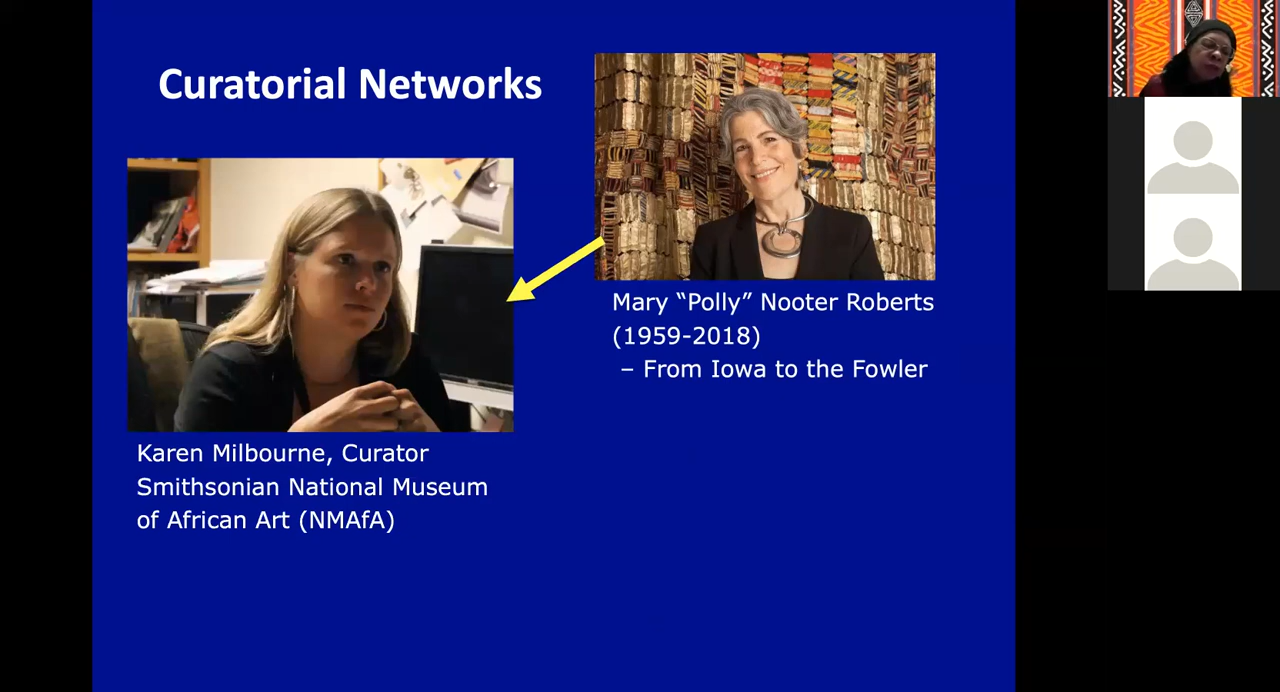 Curatorial Networks
Mary “Polly” Nooter Roberts
(1959-2018)
– From Iowa to the Fowler
Karen Milbourne, Curator
Smithsonian National Museum
of African Art (NMAfA)